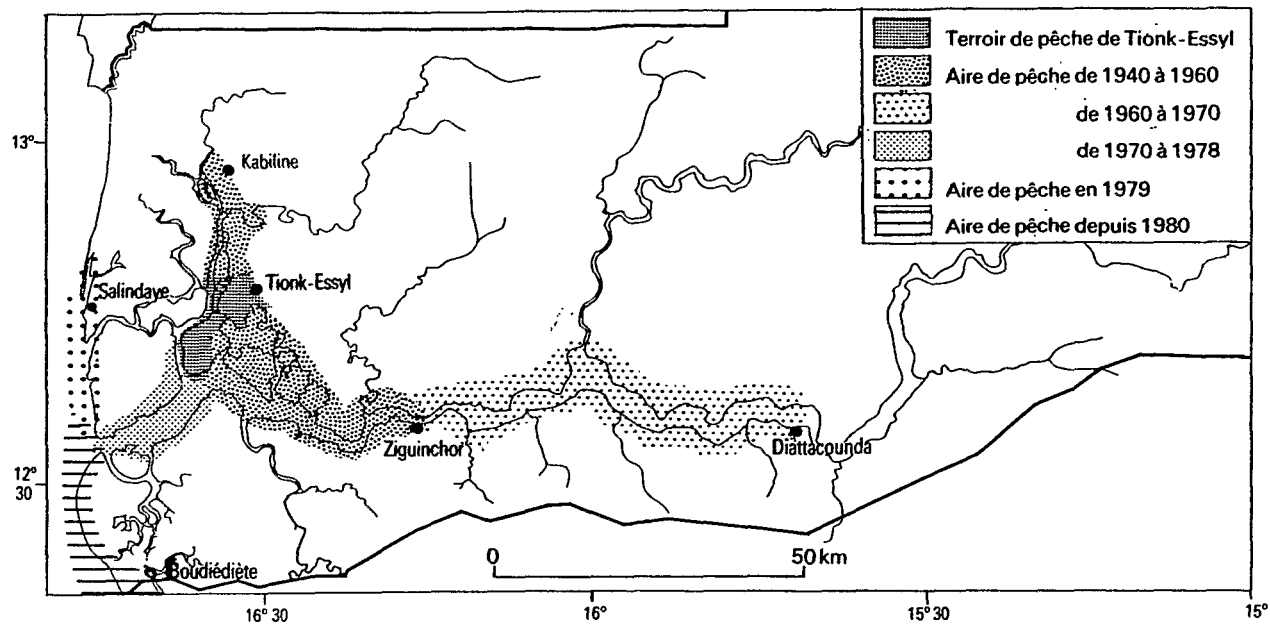 Terroir de pêche de Tionk-Essyl
Aire de pêche de 1940 à 1960
de 1960 à 1970
de 1970 à 1978
Aire de pêche en 1979
Aire de pêche depuis 1980
13°
Kabiline
Tionk-Essyl
Salindaye
Ziguinchor
Diattacounda
12°
30
Boudiédiète
0 50 km
16° 30
16°
15° 30
15°